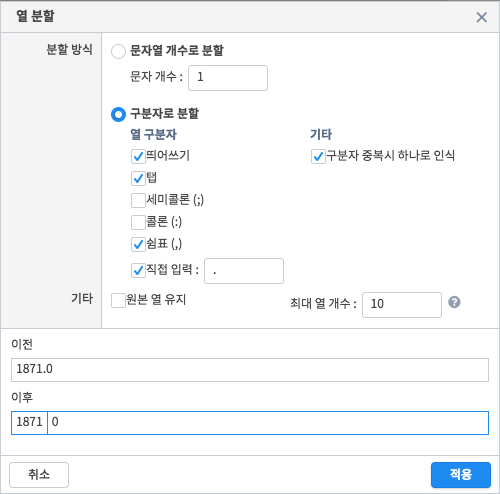 열 분할
분할 방식
문자열 개수로 분할
문자 개수 : 1
구분자로 분할
열 구분자 기타
띄어쓰기 구분자 중복시 하나로 인식
탭
세미콜론 (;)
콜론 (:)
쉼표 (,)
직접 입력 : .
기타 원본 열 유지 최대 열 개수 : 10 ?
이전
1871.0
이후
1871 0
취소 적용